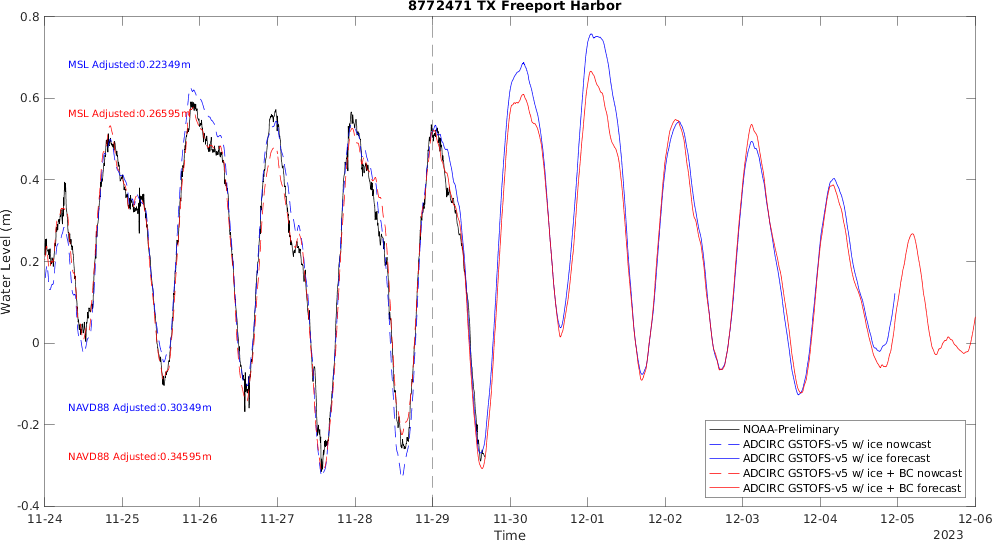 8772471 TX Freeport Harbor
0.8
MSL Adjusted:0.22349m
0.6
MSL Adjusted:0.26595m
0.4
0.2
Water Level (m)
0
NAVD88 Adjusted:0.30349m
-0.2
NAVD88 Adjusted:0.34595m
-0.4
NOAA-Preliminary
ADCIRC GSTOFS-v5 w/ ice nowcast
ADCIRC GSTOFS-v5 w/ ice forecast
ADCIRC GSTOFS-v5 w/ ice + BC nowcast
ADCIRC GSTOFS-v5 w/ ice + BC forecast
11-24 11-25 11-26 11-27 11-28 11-29 11-30 12-01 12-02 12-03 12-04 12-05 12-06
Time
2023